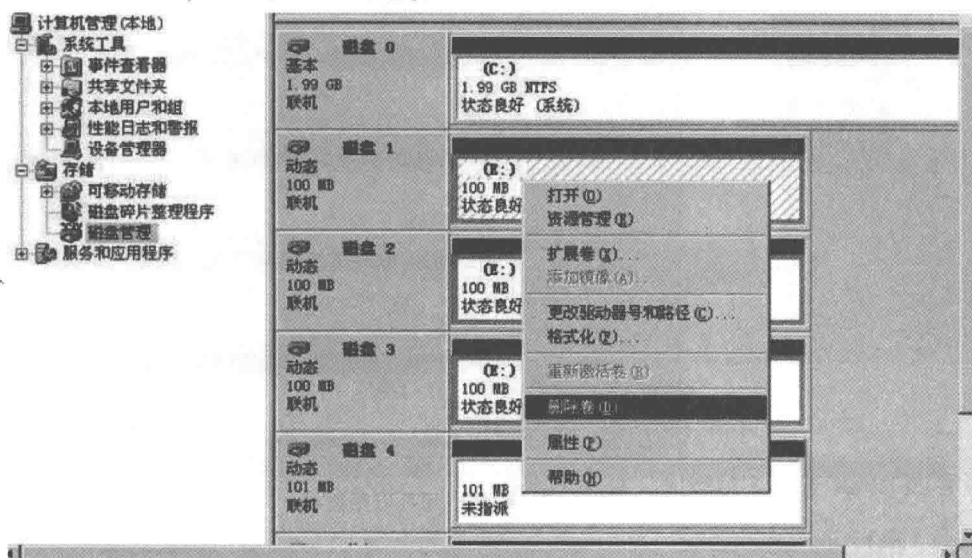 计算机管理(本地)
系统工具
事件查看器
共享文件夹
本地用户和组
性能日志和警报
设备管理器
存储
可移动存储
磁盘碎片整理程序
磁盘管理
服务和应用程序
磁盘 0
基本
1.99 GB
联机
(C:)
1.99 GB NTFS
状态良好 (系统)
磁盘 1
动态
100 MB
联机
(E:)
100 MB
状态良好
磁盘 2
动态
100 MB
联机
(E:)
100 MB
状态良好
磁盘 3
动态
100 MB
联机
(E:)
100 MB
状态良好
磁盘 4
动态
101 MB
联机
101 MB
未指派
打开(O)
资源管理(E)
扩展卷(X)...
添加镜像(A)...
更改驱动器号和路径(C)...
格式化(F)...
重新激活卷(R)
删除卷(D)
属性(P)
帮助(H)